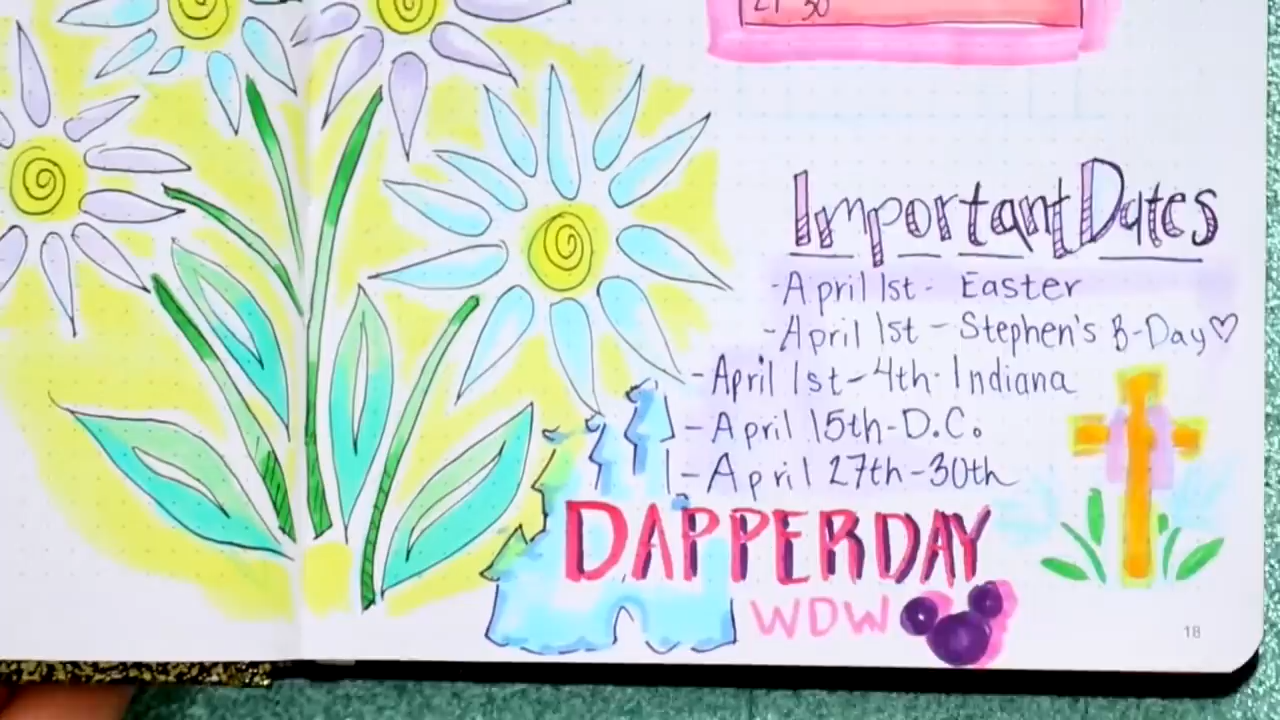 30
Important Dates
-April 1st- Easter
-April 1st-Stephen's B-Day♡
-April 1st-4th-Indiana
-April 15th-D.C.
-April 27th-30th
DAPPERDAY
WDW
18